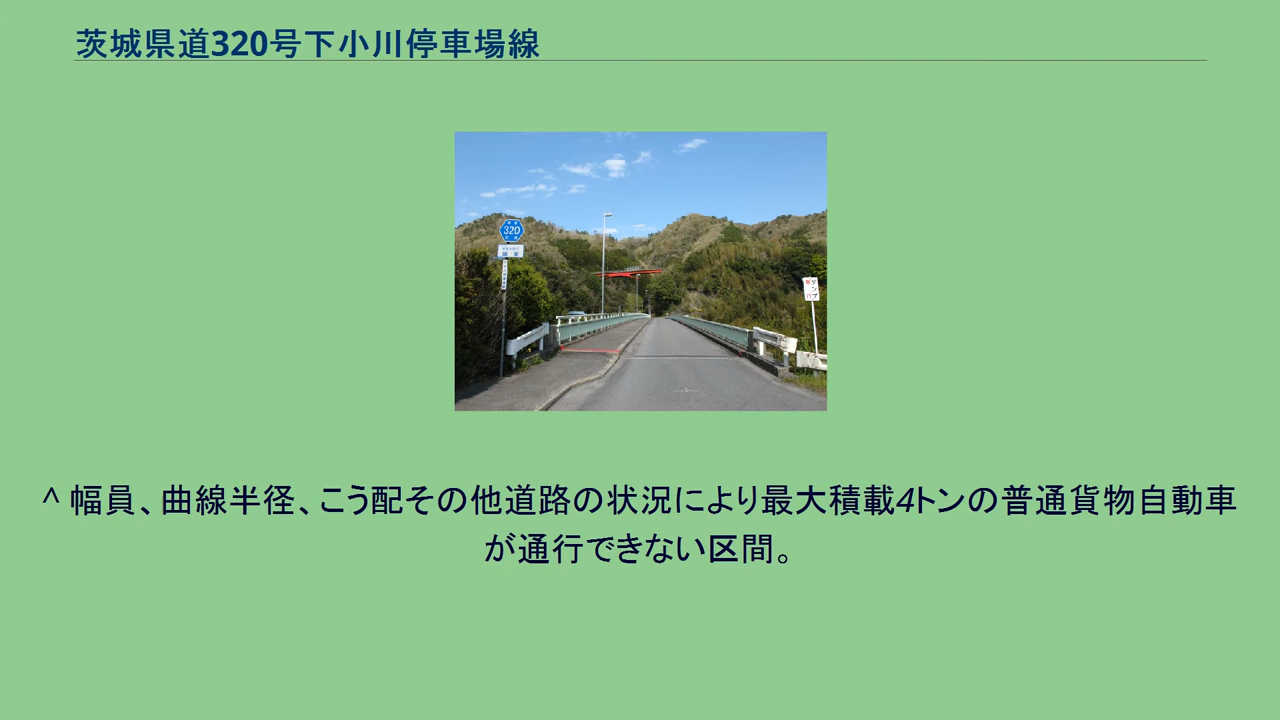 茨城県道320号下小川停車場線
320
^ 幅員、曲線半径、こう配その他道路の状況により最大積載4トンの普通貨物自動車
が通行できない区間。